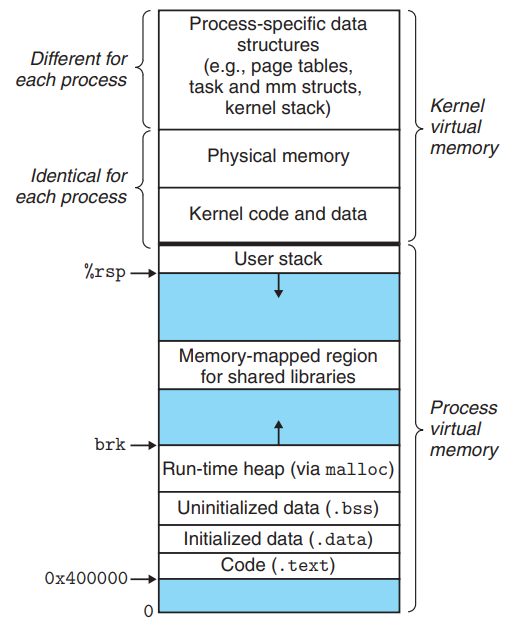 Process-specific data
structures
(e.g., page tables,
task and mm structs,
kernel stack)
Different for
each process
Physical memory
Kernel
virtual
memory
Identical for
each process
Kernel code and data
User stack
%rsp
Memory-mapped region
for shared libraries
Process
virtual
memory
brk
Run-time heap (via malloc)
Uninitialized data (.bss)
Initialized data (.data)
Code (.text)
0x400000
0